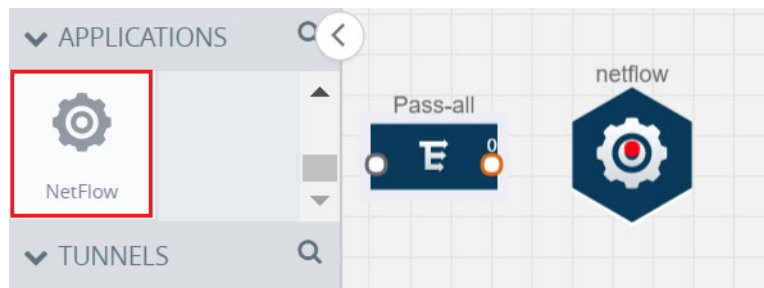 APPLICATIONS
NetFlow
TUNNELS
Pass-all
0
netflow